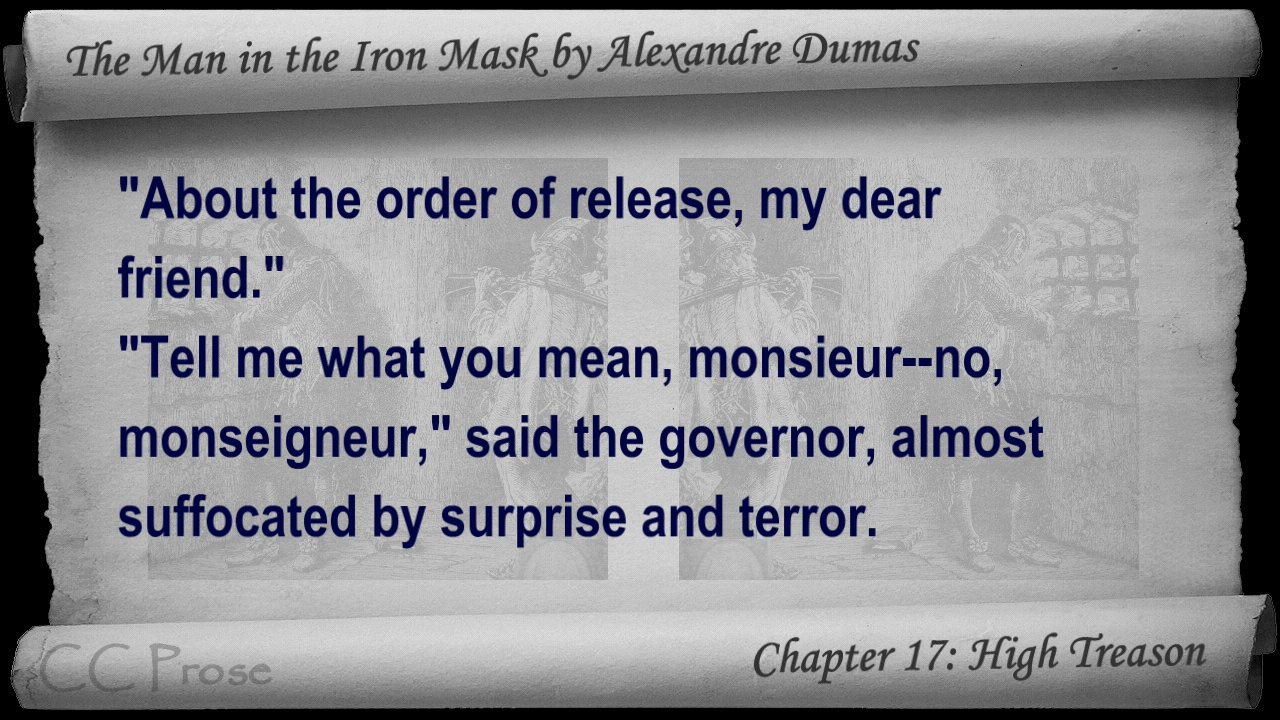 The Man in the Iron Mask by Alexandre Dumas
"About the order of release, my dear
friend."
"Tell me what you mean, monsieur--no,
monseigneur," said the governor, almost
suffocated by surprise and terror.
CC Prose
Chapter 17: High Treason